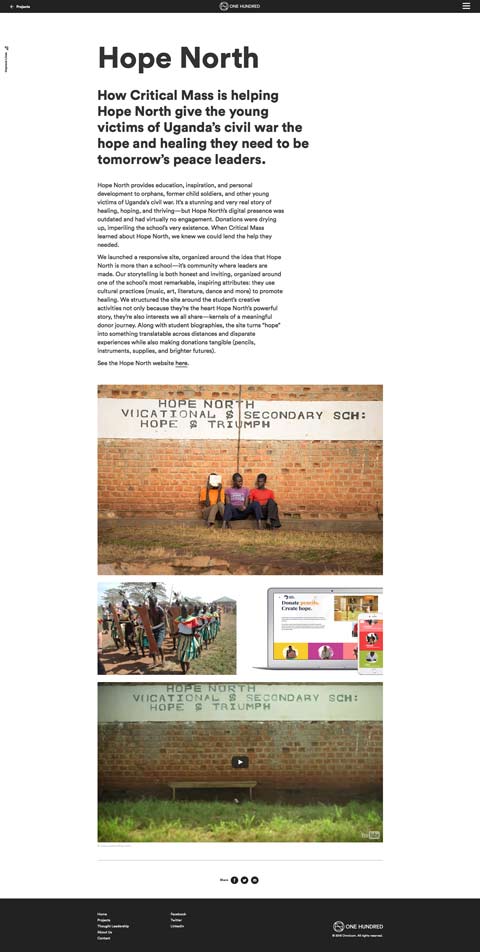 ← Projects
ONE HUNDRED
Hope North
How Critical Mass is helping
Hope North give the young
victims of Uganda's civil war the
hope and healing they need to be
tomorrow's peace leaders.
Hope North provides education, inspiration, and personal
development to orphans, former child soldiers, and other young
victims of Uganda's civil war. It's a stunning and very real story of
healing, hoping, and thriving—but Hope North's digital presence was
outdated and had virtually no engagement. Donations were drying
up, imperiling the school's very existence. When Critical Mass
learned about Hope North, we knew we could lend the help they
needed.
We launched a responsive site, organized around the idea that Hope
North is more than a school—it's community where leaders are
made. Our storytelling is both honest and inviting, organized around
one of the school's most remarkable, inspiring attributes: they use
cultural practices (music, art, literature, dance and more) to promote
healing. We structured the site around the student's creative
activities not only because they're the heart Hope North's powerful
story, they're also interests we all share—kernels of a meaningful
donor journey. Along with student biographies, the site turns "hope"
into something translatable across distances and disparate
experiences while also making donations tangible (pencils,
instruments, supplies, and brighter futures).
See the Hope North website here.
HOPE NORTH
VOCATIONAL & SECONDARY SCH:
HOPE & TRIUMPH
Donate pencils.
Create hope.
HOPE NORTH
VOCATIONAL & SECONDARY SCH:
HOPE & TRIUMPH
YouTube
Share
Home
Projects
Thought Leadership
About Us
Contact
Facebook
Twitter
LinkedIn
ONE HUNDRED
© 2016 Omnicom. All rights reserved.